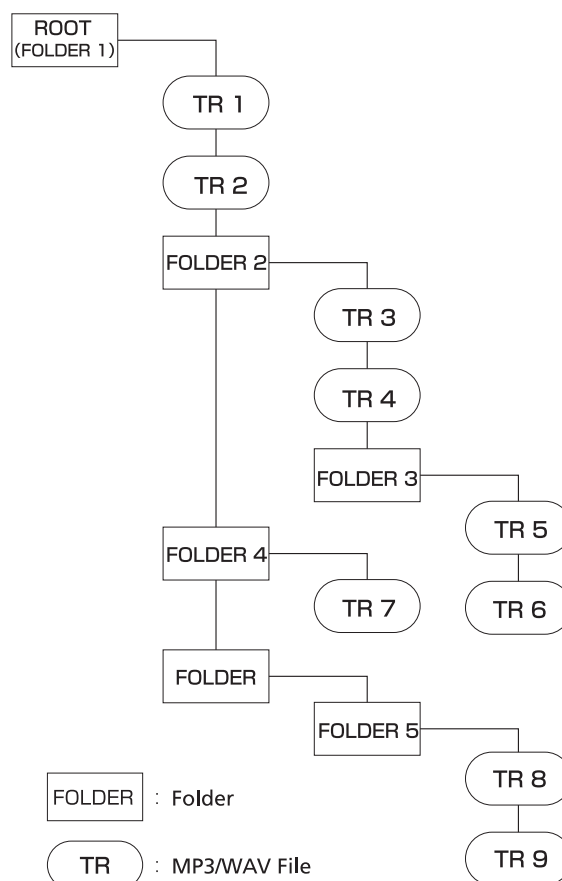 ROOT
(FOLDER 1)
TR 1
TR 2
FOLDER 2
TR 3
TR 4
FOLDER 3
TR 5
FOLDER 4
TR 7
TR 6
FOLDER
FOLDER 5
TR 8
FOLDER : Folder
TR : MP3/WAV File
TR 9